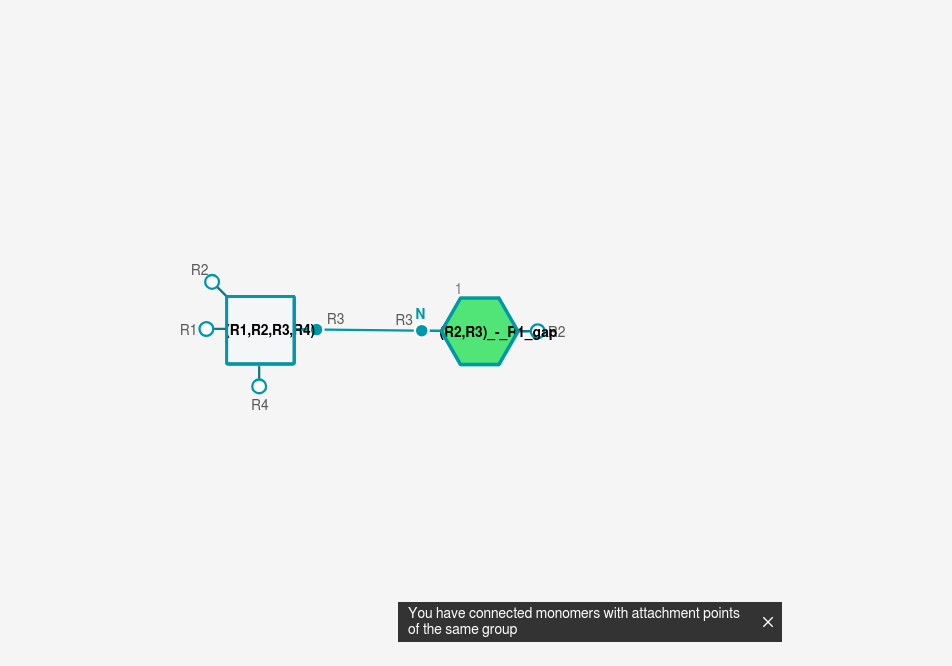 R2
1
N
R3
R3
R1
(R1,R2,R3,R4)
(R2,R3)_-_R1_gap
R2
R4
You have connected monomers with attachment points
of the same group